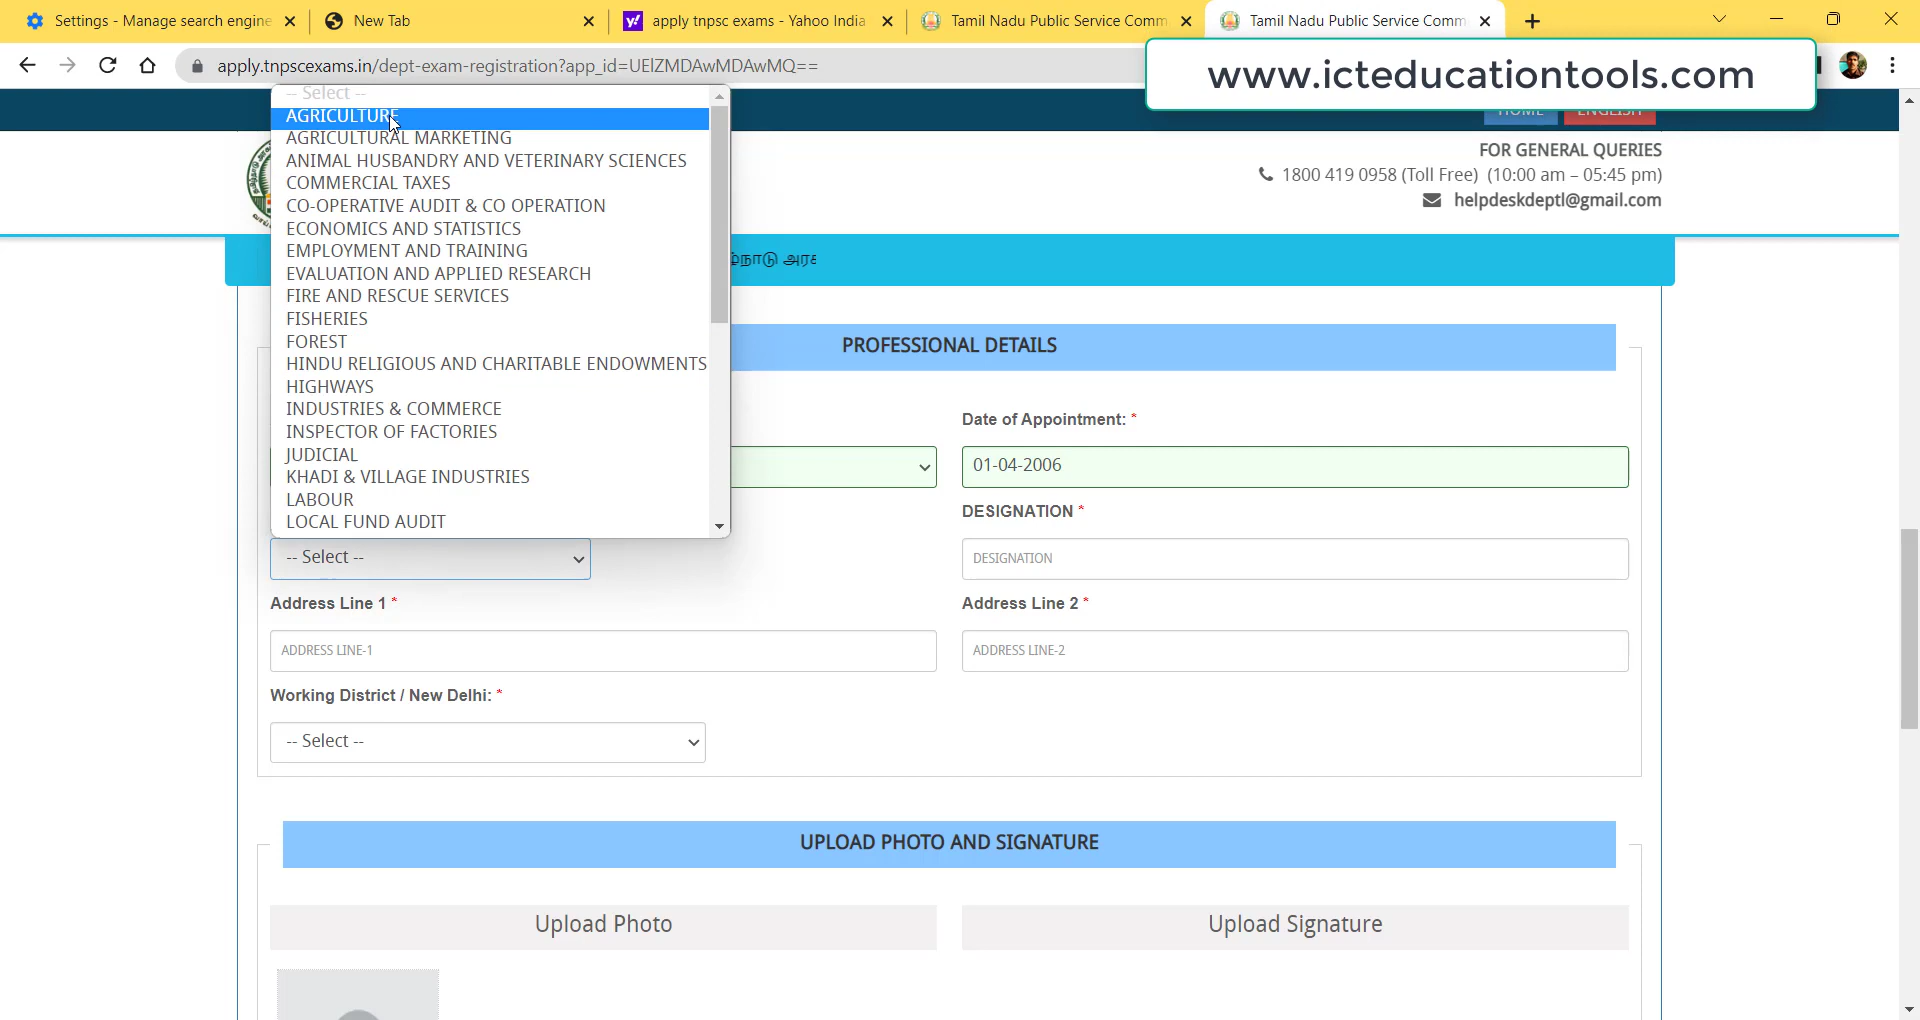 Settings - Manage search engine
New Tab
apply tnpsc exams - Yahoo India
Tamil Nadu Public Service Comm
Tamil Nadu Public Service Comm
apply.tnpscexams.in/dept-exam-registration?app_id=UElZMDAwMDAwMQ==
www.icteducationtools.com
HOME
ENGLISH
FOR GENERAL QUERIES
1800 419 0958 (Toll Free) (10:00 am – 05:45 pm)
helpdeskdeptl@gmail.com
-- Select --
AGRICULTURE
AGRICULTURAL MARKETING
ANIMAL HUSBANDRY AND VETERINARY SCIENCES
COMMERCIAL TAXES
CO-OPERATIVE AUDIT & CO OPERATION
ECONOMICS AND STATISTICS
EMPLOYMENT AND TRAINING
EVALUATION AND APPLIED RESEARCH
FIRE AND RESCUE SERVICES
FISHERIES
FOREST
HINDU RELIGIOUS AND CHARITABLE ENDOWMENTS
HIGHWAYS
INDUSTRIES & COMMERCE
INSPECTOR OF FACTORIES
JUDICIAL
KHADI & VILLAGE INDUSTRIES
LABOUR
LOCAL FUND AUDIT
PROFESSIONAL DETAILS
Date of Appointment: *
01-04-2006
DESIGNATION *
-- Select --
DESIGNATION
Address Line 1 *
Address Line 2 *
ADDRESS LINE-1
ADDRESS LINE-2
Working District / New Delhi: *
-- Select --
UPLOAD PHOTO AND SIGNATURE
Upload Photo
Upload Signature